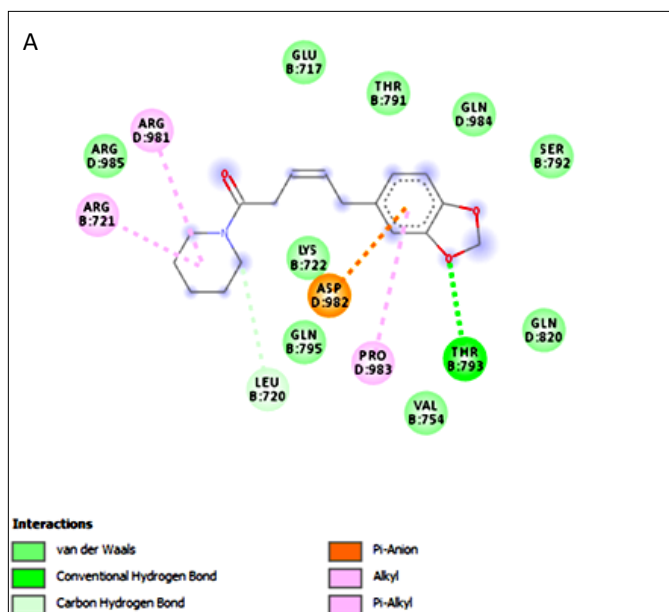 A
GLU
B:717
THR
B:791
GLN
D:984
SER
B:792
ARG
D:981
ARG
D:985
ARG
B:721
O
N
O
O
LYS
B:722
ASP
D:982
GLN
B:795
PRO
D:983
THR
B:793
GLN
D:820
LEU
B:720
VAL
B:754
Interactions
van der Waals
Conventional Hydrogen Bond
Carbon Hydrogen Bond
Pi-Anion
Alkyl
Pi-Alkyl